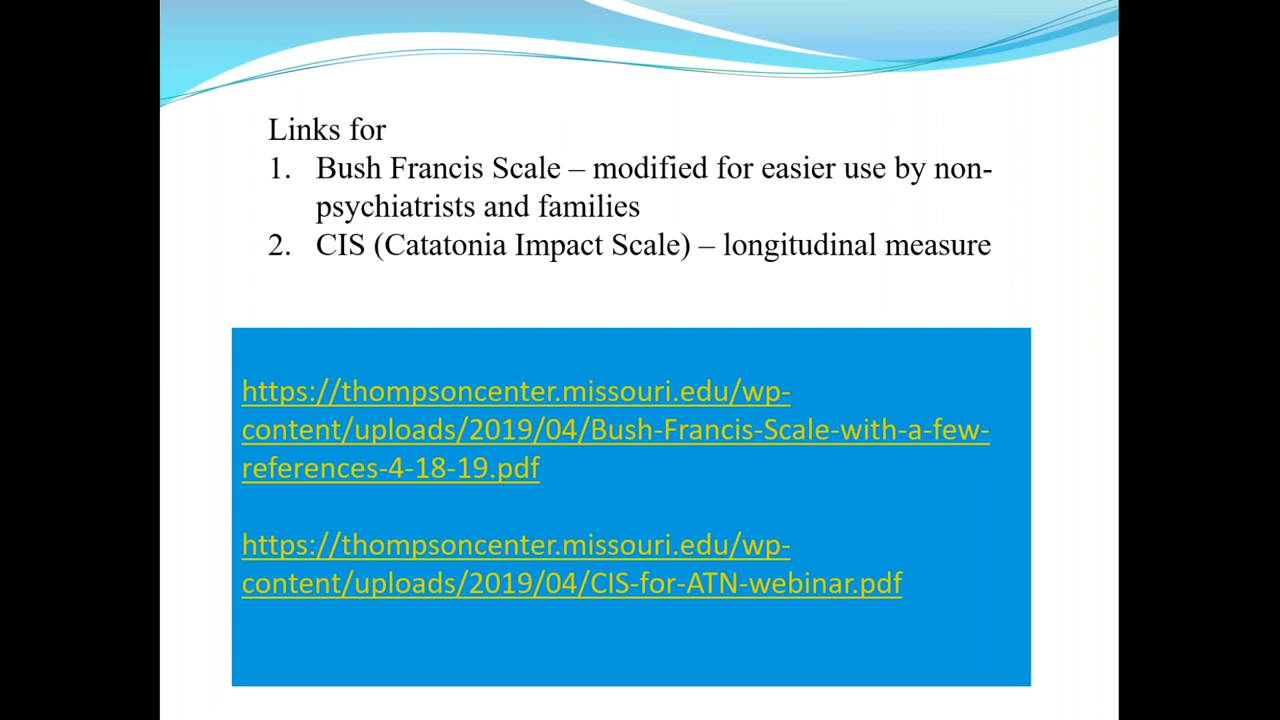 Links for
1. Bush Francis Scale – modified for easier use by non-
psychiatrists and families
2. CIS (Catatonia Impact Scale) – longitudinal measure
https://thompsoncenter.missouri.edu/wp-
content/uploads/2019/04/Bush-Francis-Scale-with-a-few-
references-4-18-19.pdf
https://thompsoncenter.missouri.edu/wp-
content/uploads/2019/04/CIS-for-ATN-webinar.pdf